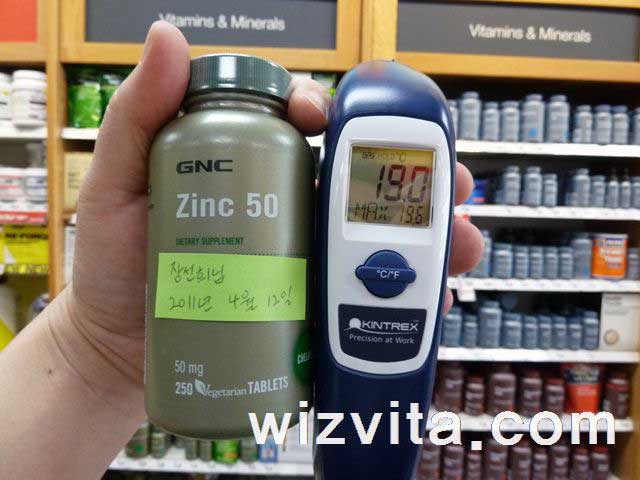 Vitamins & Minerals
Vitamins & Minerals
GNC
Zinc 50
DIETARY SUPPLEMENT
장선희님
2011년 4월 12일
50 mg
250 Vegetarian TABLETS
°C
19.0
MAX 19.6
°C/°F
KINTREX
Precision at Work
wizvita.com